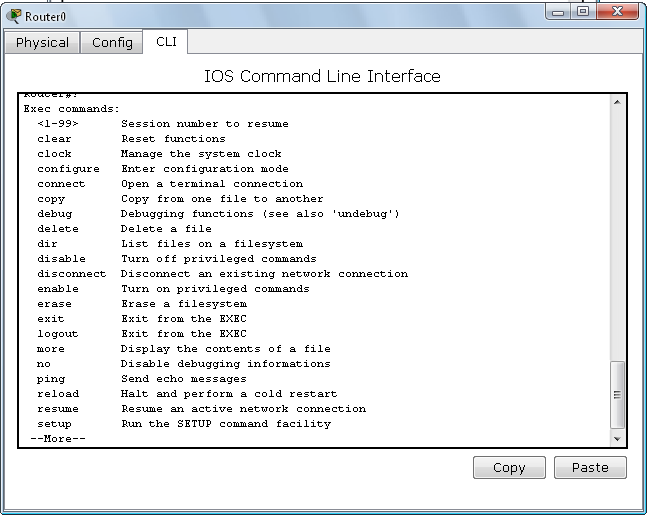 Router0
Physical Config CLI
IOS Command Line Interface
Router#?
Exec commands:
<1-99> Session number to resume
clear Reset functions
clock Manage the system clock
configure Enter configuration mode
connect Open a terminal connection
copy Copy from one file to another
debug Debugging functions (see also 'undebug')
delete Delete a file
dir List files on a filesystem
disable Turn off privileged commands
disconnect Disconnect an existing network connection
enable Turn on privileged commands
erase Erase a filesystem
exit Exit from the EXEC
logout Exit from the EXEC
more Display the contents of a file
no Disable debugging informations
ping Send echo messages
reload Halt and perform a cold restart
resume Resume an active network connection
setup Run the SETUP command facility
--More--
Copy Paste